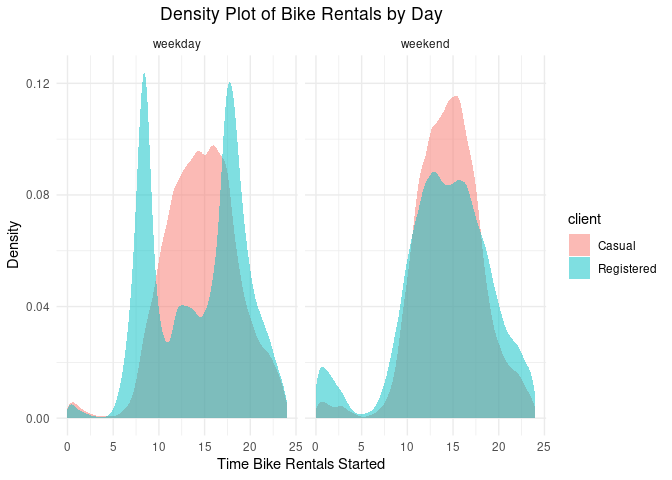 Density Plot of Bike Rentals by Day
weekday
weekend
0.12
0.08
0.04
0.00
Density
0 5 10 15 20 25
0 5 10 15 20 25
Time Bike Rentals Started
client
Casual
Registered